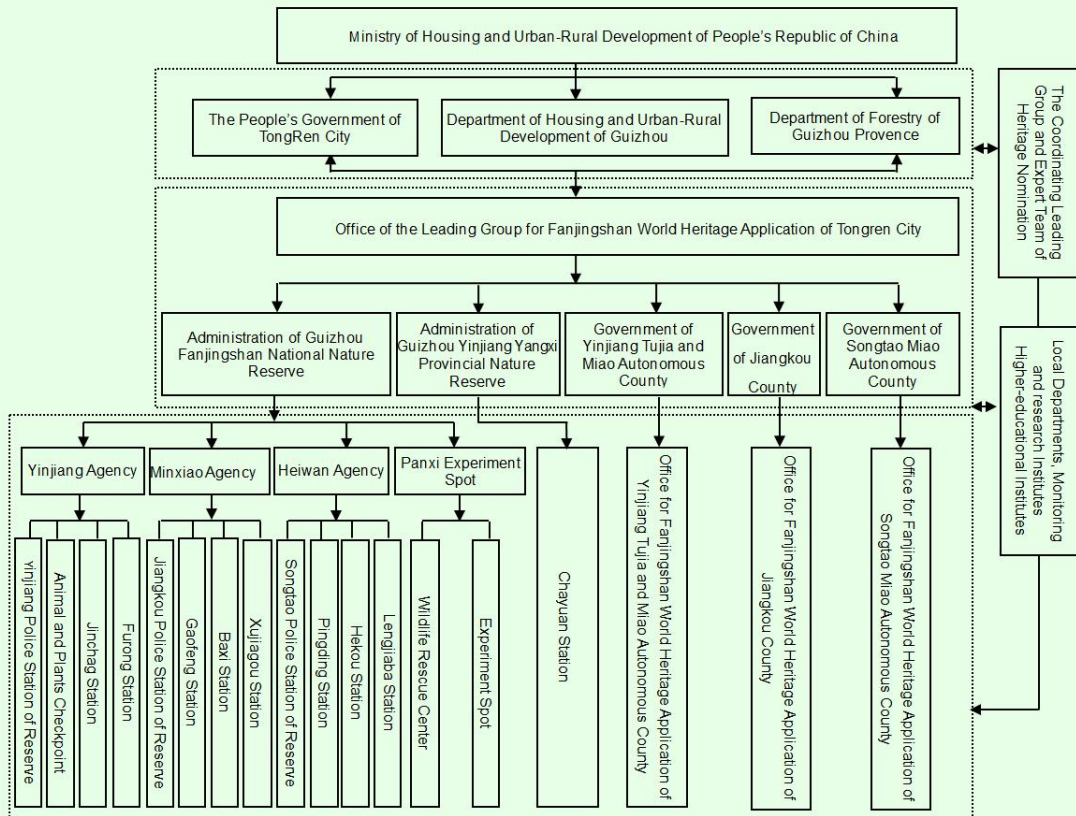 Ministry of Housing and Urban-Rural Development of People's Republic of China
The People's Government of
TongRen City
Department of Housing and Urban-Rural
Development of Guizhou
Department of Forestry of
Guizhou Provence
The Coordinating Leading
Group and Expert Team of
Heritage Nomination
Office of the Leading Group for Fanjingshan World Heritage Application of Tongren City
Administration of Guizhou
Fanjingshan National Nature
Reserve
Administration of
Guizhou Yinjiang Yangxi
Provincial Nature
Reserve
Government of
Yinjiang Tujia and
Miao Autonomous
County
Government
of Jiangkou
County
Government of
Songtao Miao
Autonomous
County
Local Departments, Monitoring
and research Institutes
Higher-educational Institutes
Yinjiang Agency
Minxiao Agency
Heiwan Agency
Panxi Experiment
Spot
Yinjiang Police Station of Reserve
Animal and Plants Checkpoint
Jinchag Station
Furong Station
Jiangkou Police Station of Reserve
Gaofeng Station
Baxi Station
Xujiagou Station
Songtao Police Station of Reserve
Pingding Station
Hekou Station
Lengjiaba Station
Wildlife Rescue Center
Experiment Spot
Chayuan Station
Office for Fanjingshan World Heritage Application of
Yinjiang Tujia and Miao Autonomous County
Office for Fanjingshan World Heritage Application of
Jiangkou County
Office for Fanjingshan World Heritage Application of
Songtao Miao Autonomous County